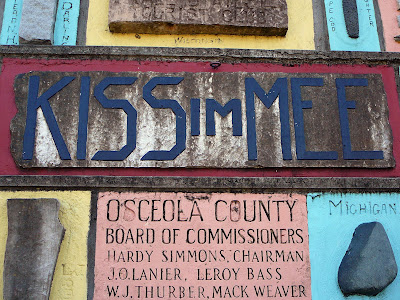 KISSimMEE
OSCEOLA COUNTY
BOARD OF COMMISSIONERS
HARDY SIMMONS, CHAIRMAN
J.O. LANIER, LEROY BASS
W.J. THURBER, MACK WEAVER
MICHIGAN